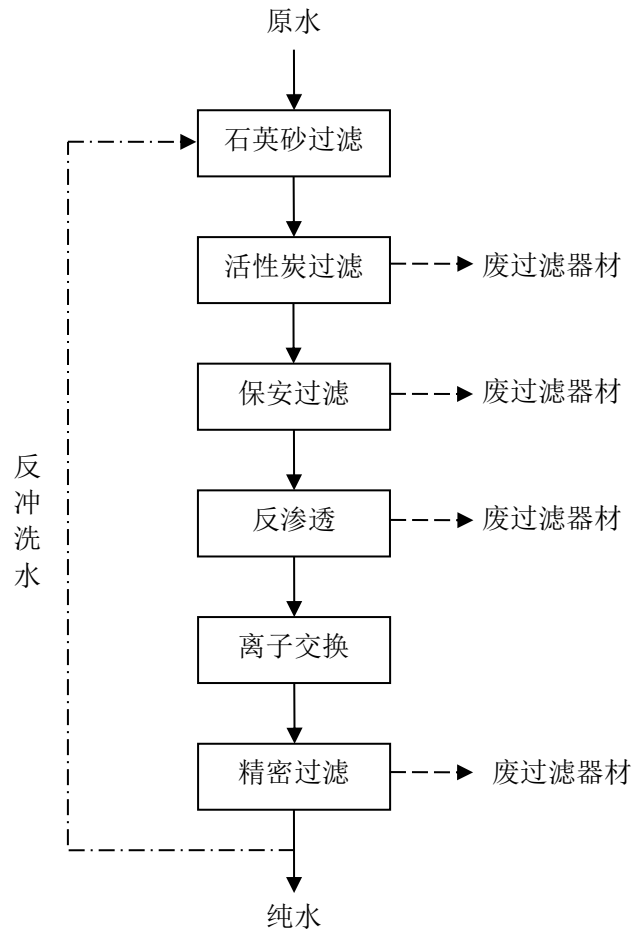 原水
石英砂过滤
活性炭过滤
废过滤器材
保安过滤
废过滤器材
反冲洗水
反渗透
废过滤器材
离子交换
精密过滤
废过滤器材
纯水